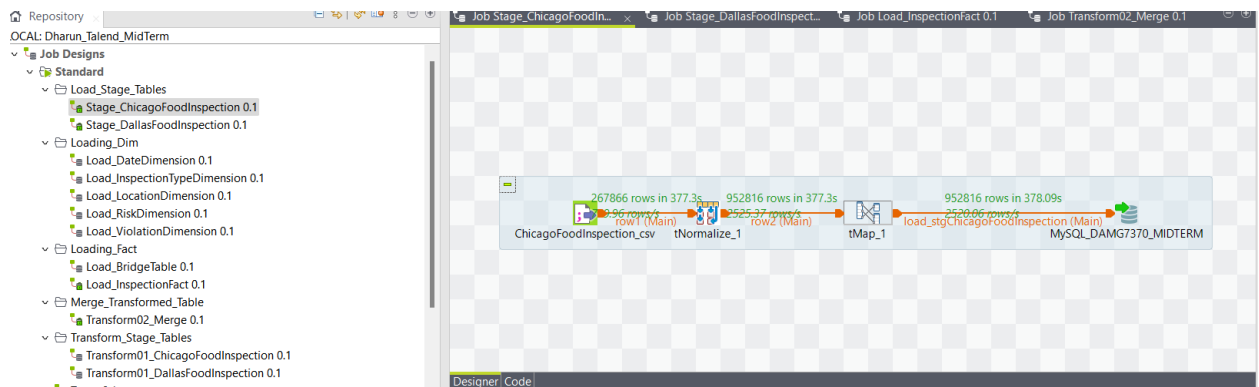 Repository
Job Stage_ChicagoFoodIn...
Job Stage_DallasFoodInspect...
Job Load_InspectionFact 0.1
Job Transform02_Merge 0.1
OCAL: Dharun_Talend_MidTerm
Job Designs
Standard
Load_Stage_Tables
Stage_ChicagoFoodInspection 0.1
Stage_DallasFoodInspection 0.1
Loading_Dim
Load_DateDimension 0.1
Load_InspectionTypeDimension 0.1
Load_LocationDimension 0.1
Load_RiskDimension 0.1
Load_ViolationDimension 0.1
Loading_Fact
Load_BridgeTable 0.1
Load_InspectionFact 0.1
Merge_Transformed_Table
Transform02_Merge 0.1
Transform_Stage_Tables
Transform01_ChicagoFoodInspection 0.1
Transform01_DallasFoodInspection 0.1
267866 rows in 377.3s
952816 rows in 377.3s
952816 rows in 378.09s
9.96 rows/s
2525.37 rows/s
2520.06 rows/s
row1 (Main)
row2 (Main)
load_stgChicagoFoodInspection (Main)
ChicagoFoodInspection_csv
tNormalize_1
tMap_1
MySQL_DAMG7370_MIDTERM
Designer
Code